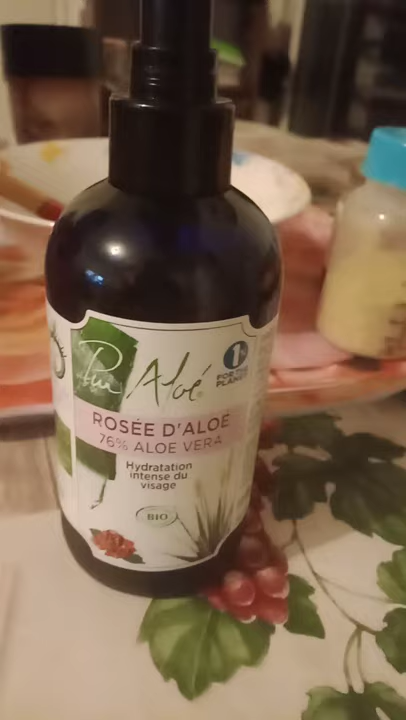 Pur Aloé
1%
FOR THE
PLANET
ROSÉE D'ALOE
76% ALOE VERA
Hydratation
intense du
visage
BIO